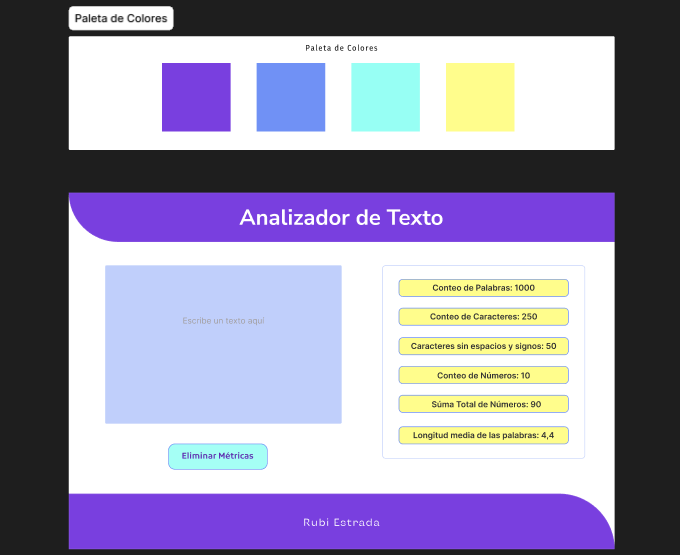 Paleta de Colores
Paleta de Colores
Analizador de Texto
Escribe un texto aquí
Eliminar Métricas
Conteo de Palabras: 1000
Conteo de Caracteres: 250
Caracteres sin espacios y signos: 50
Conteo de Números: 10
Súma Total de Números: 90
Longitud media de las palabras: 4,4
Rubi Estrada